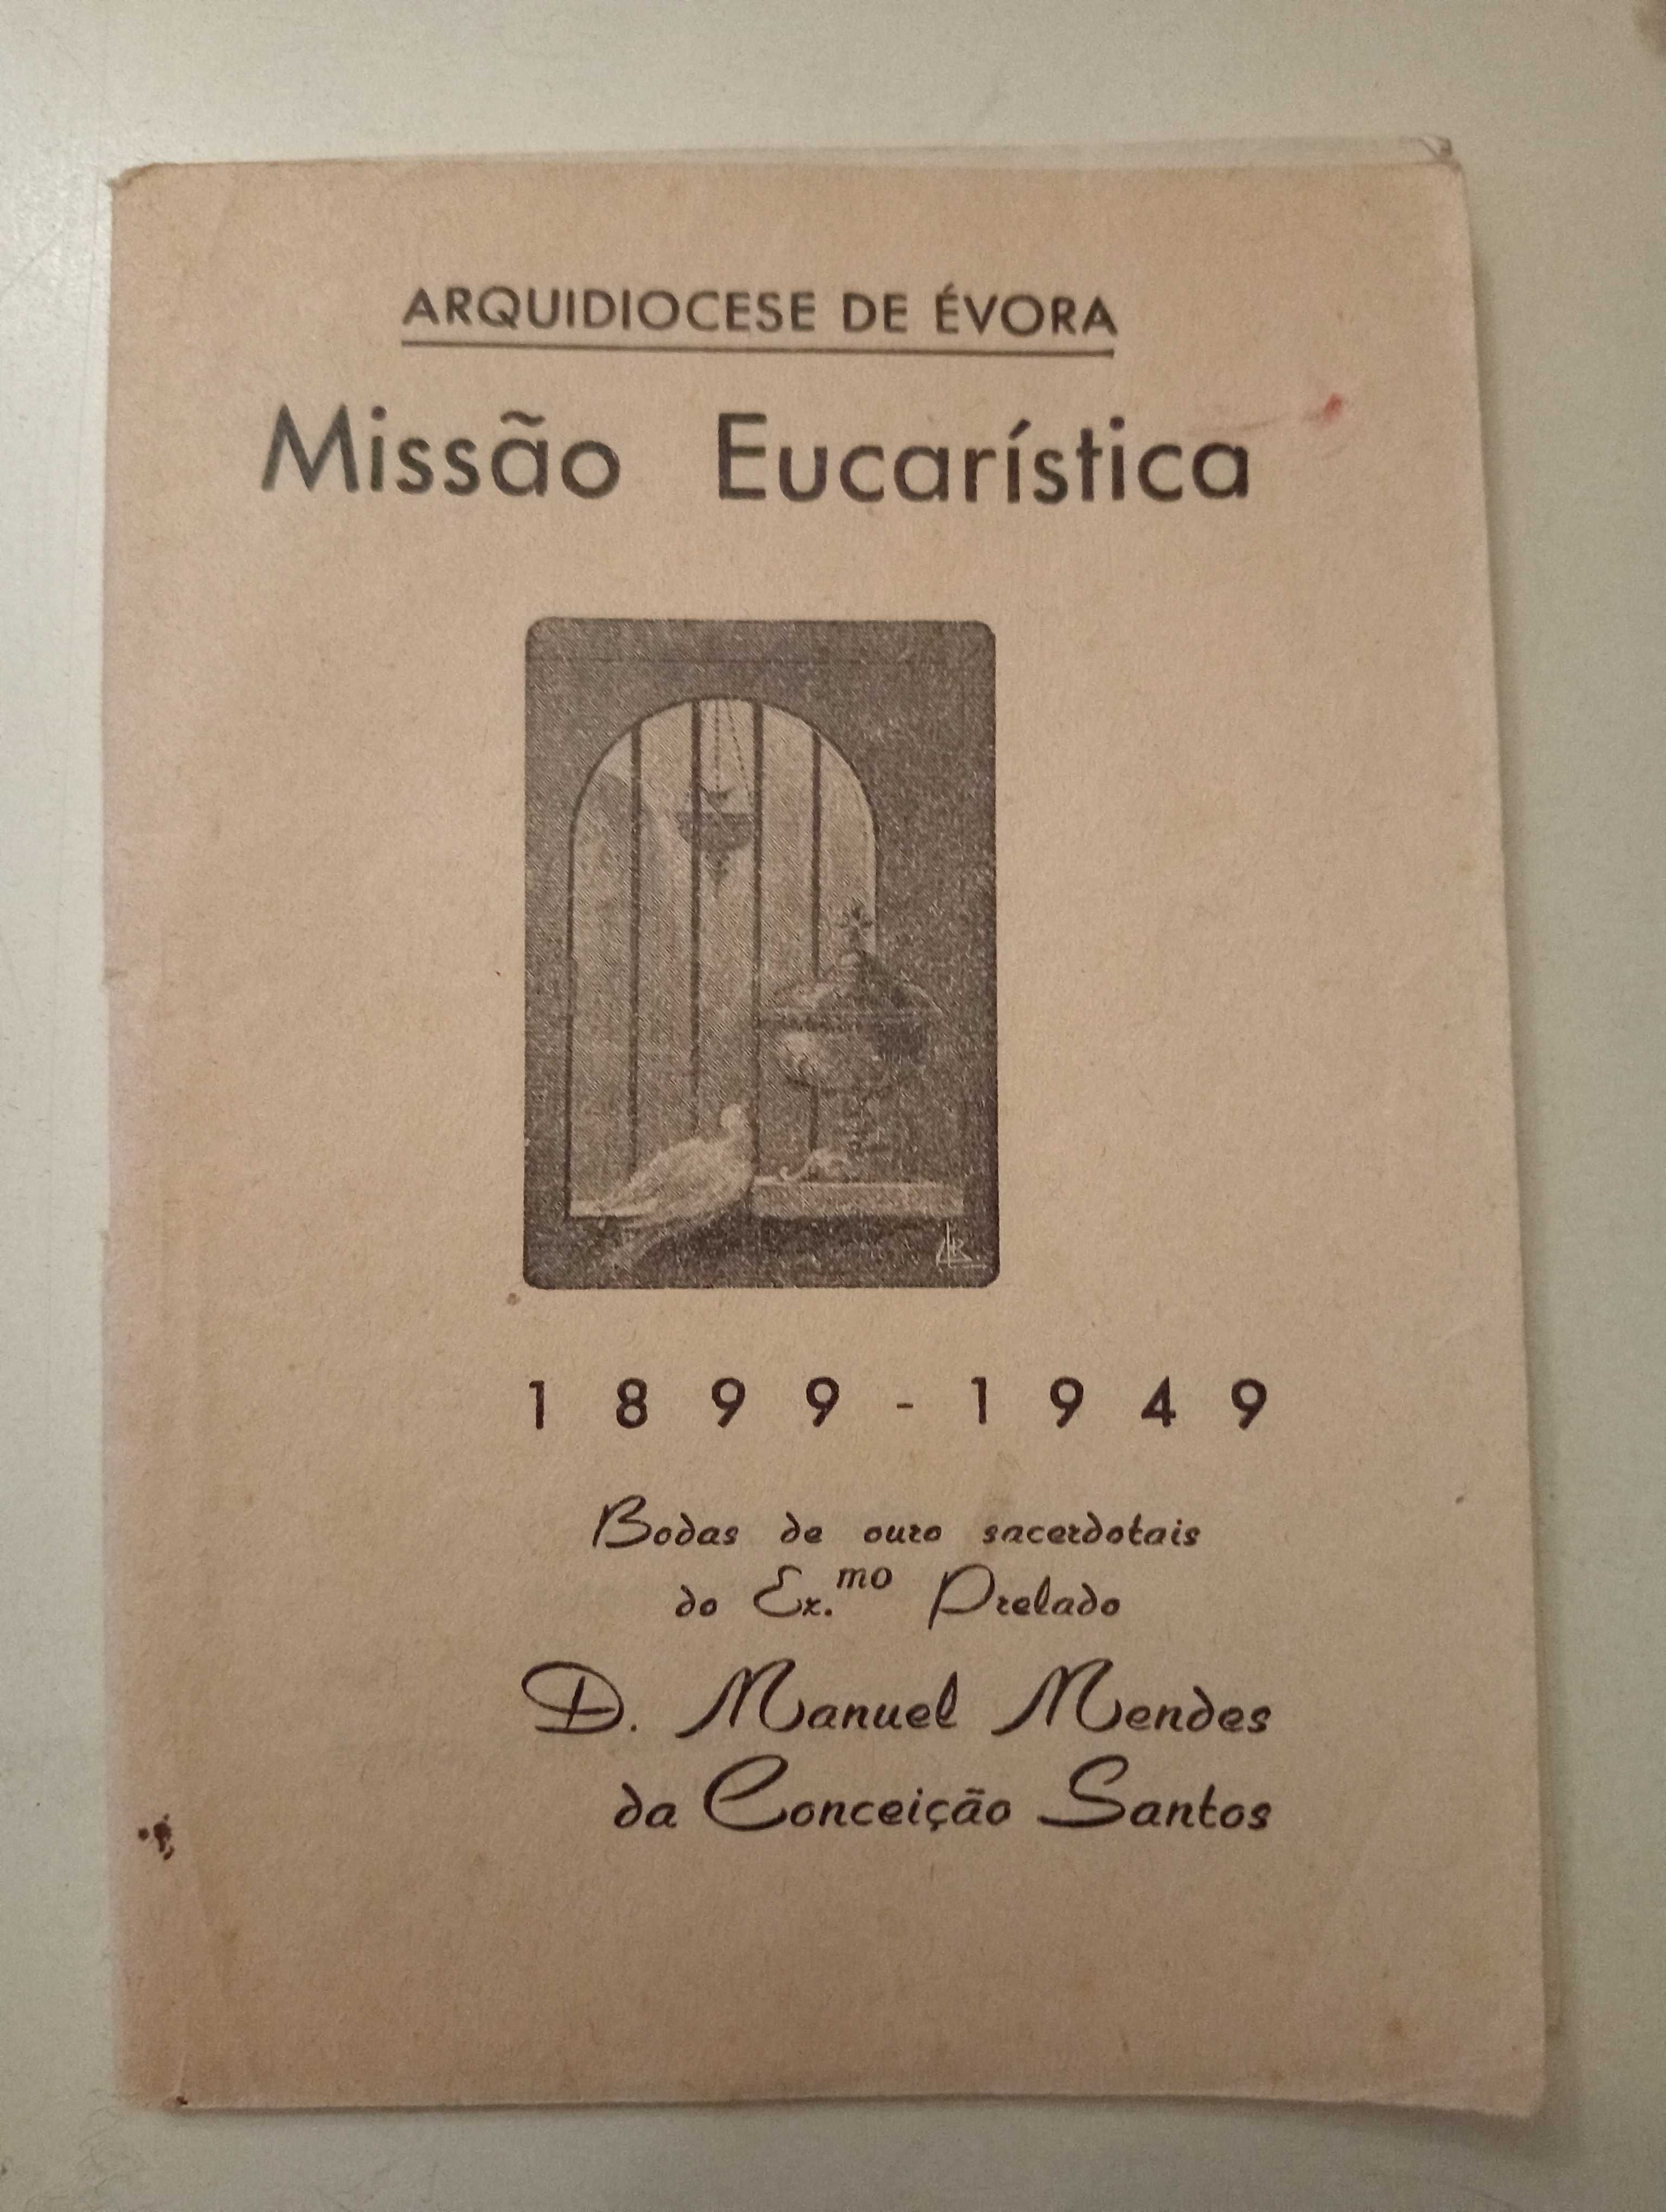 ARQUIDIOCESE DE ÉVORA
Missão Eucarística
1899-1949
Bodas de ouro sacerdotais
do Ex.mo Prelado
D. Manuel Mendes
da Conceição Santos